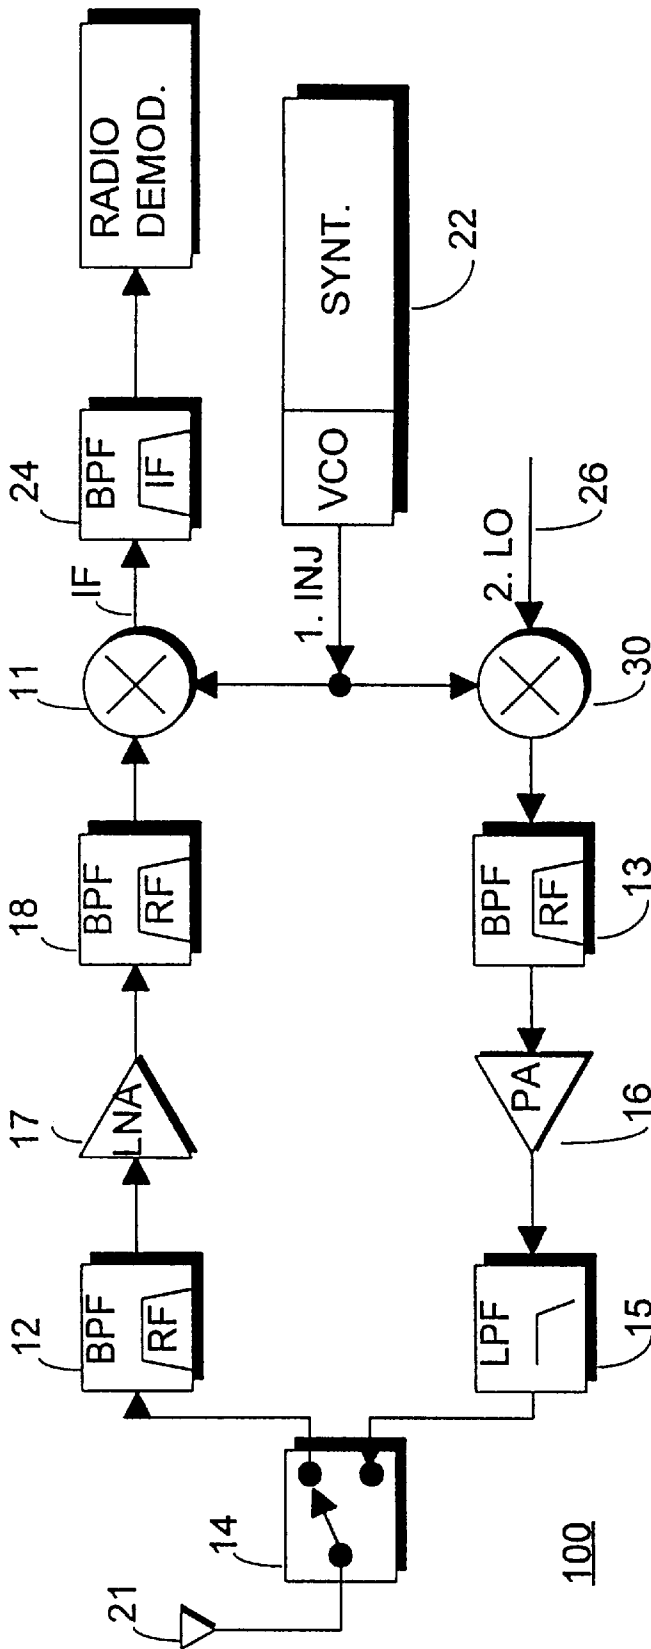 21
14
12
BPF
RF
17
LNA
18
BPF
RF
11
IF
24
BPF
IF
RADIO
DEMOD.
1. INJ
VCO
SYNT.
22
LPF
15
PA
16
BPF
RF
13
30
2. LO
26
100